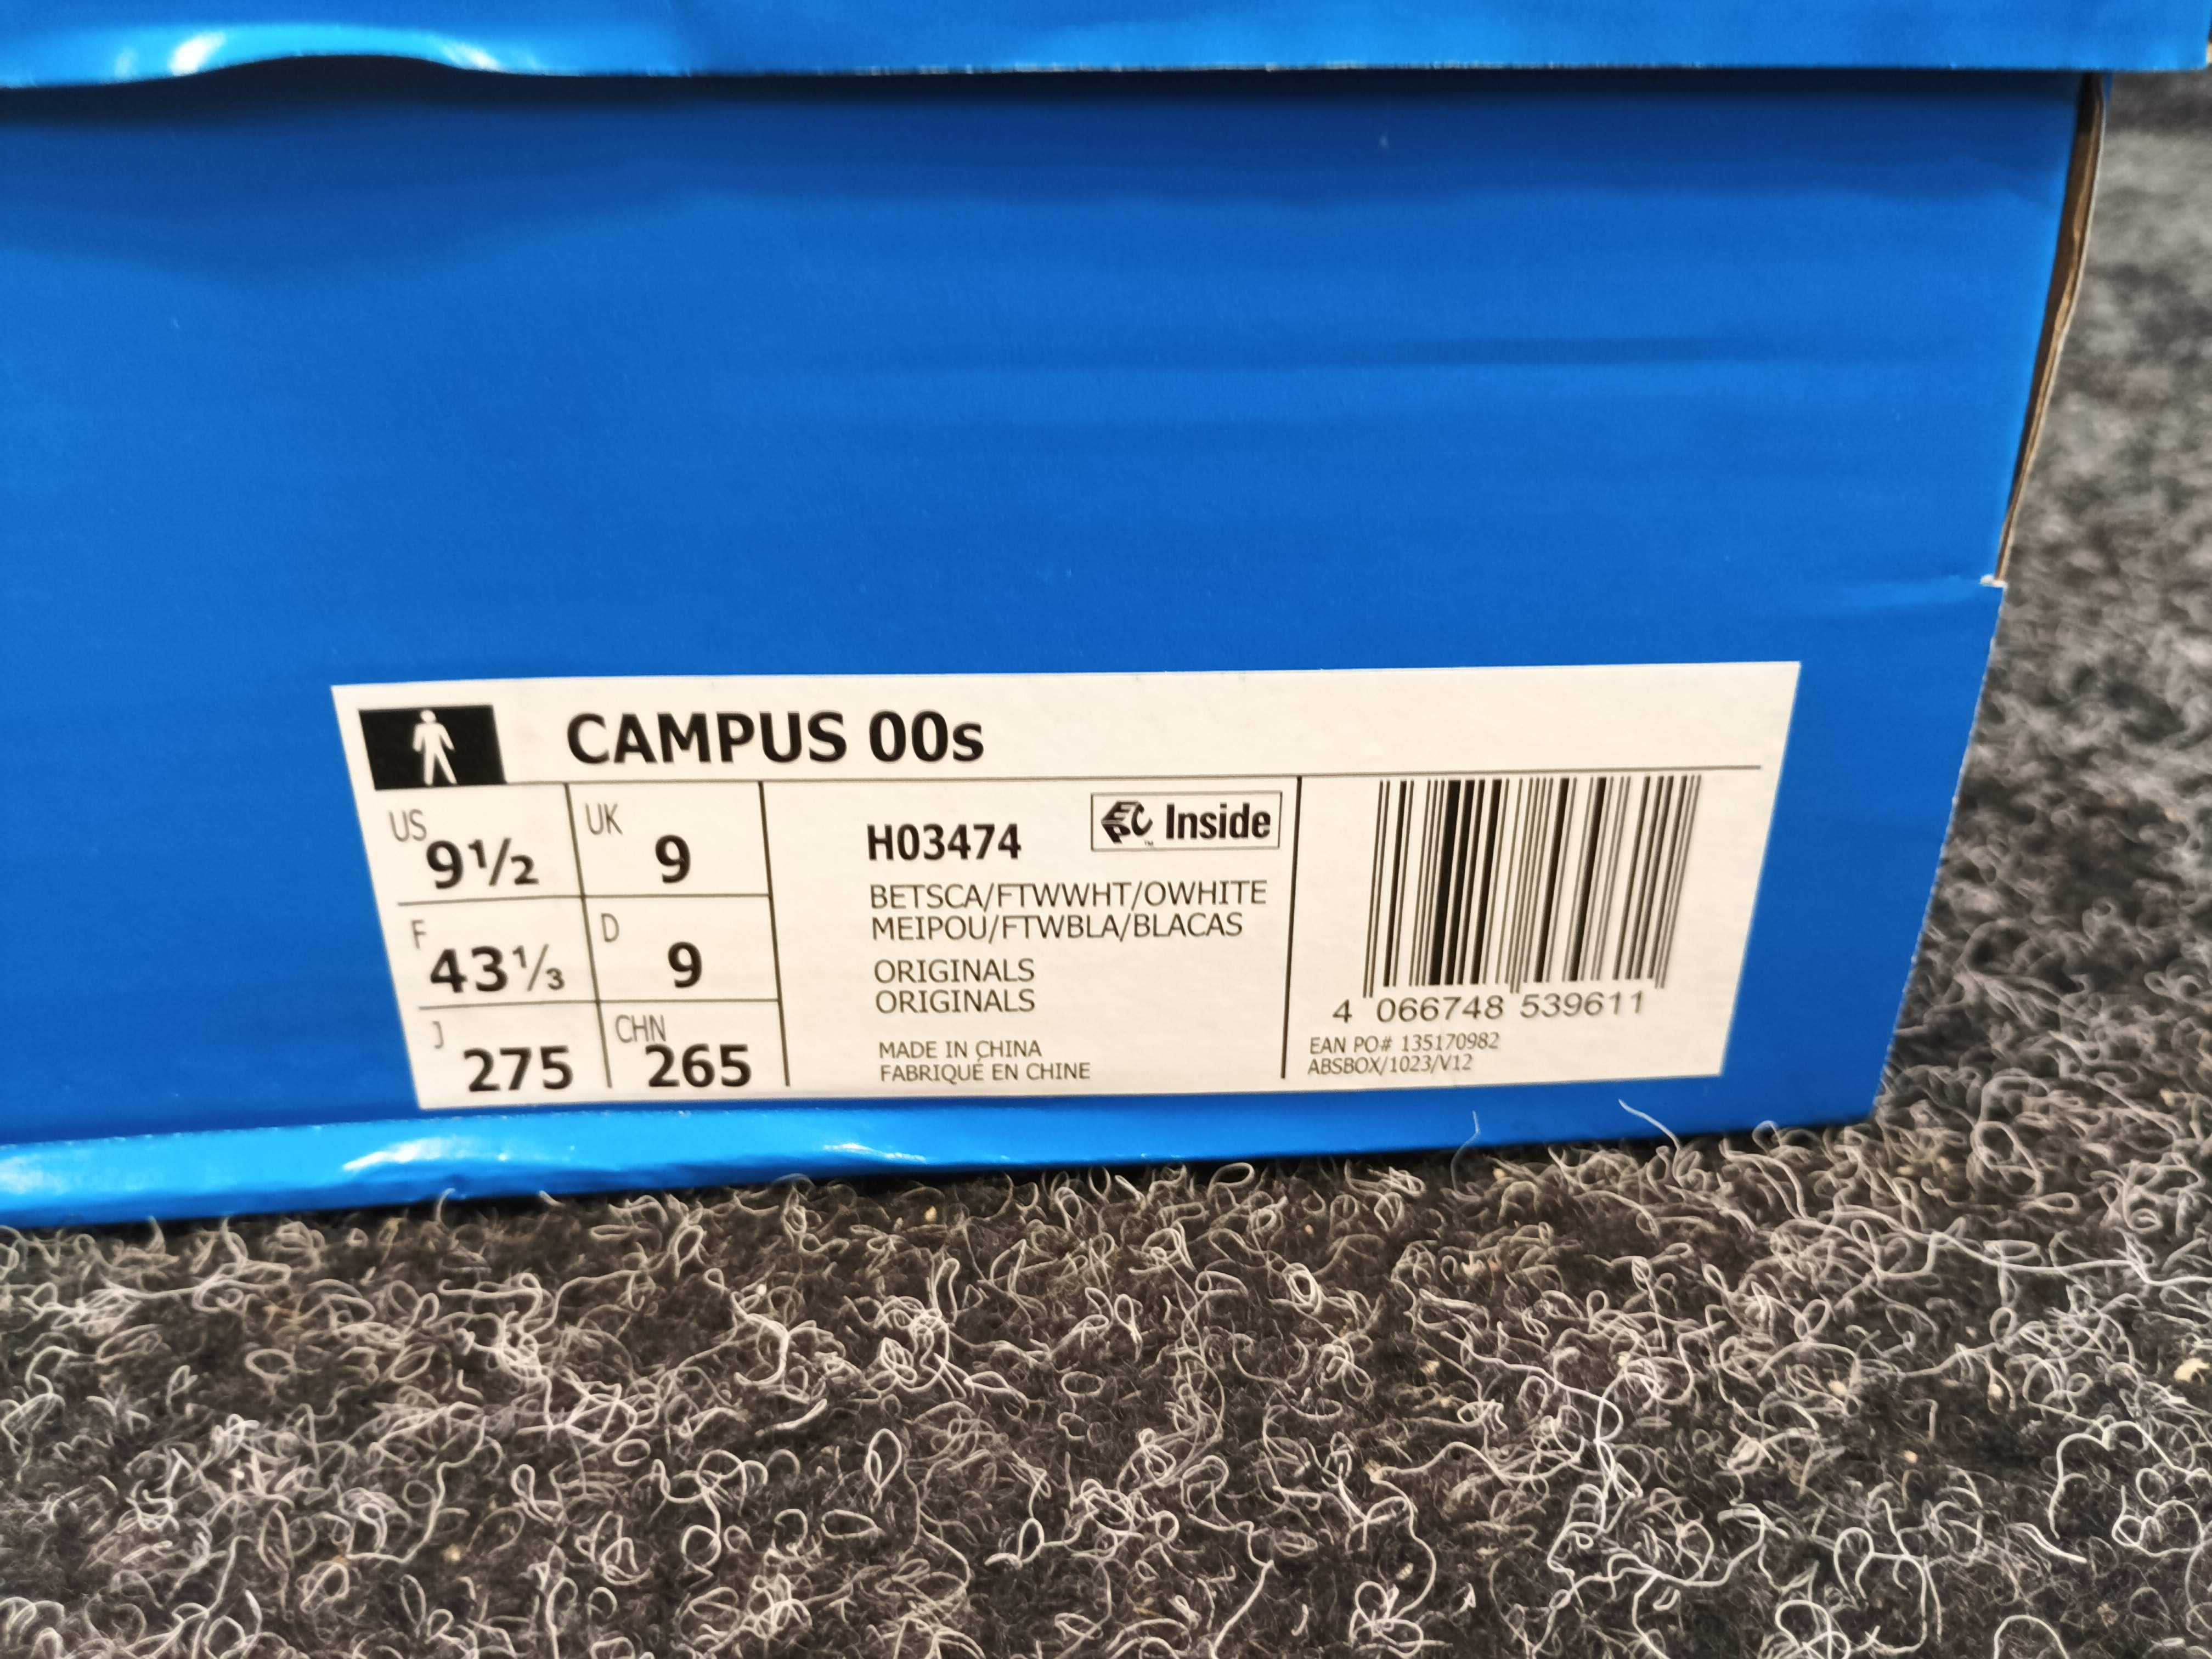 CAMPUS 00s
US 9½
UK 9
F 43⅓
D 9
J 275
CHN 265
H03474
EPC Inside
™
BETSCA/FTWWHT/OWHITE
MEIPOU/FTWBLA/BLACAS
ORIGINALS
ORIGINALS
MADE IN CHINA
FABRIQUÉ EN CHINE
4 066748 539611
EAN PO# 135170982
ABSBOX/1023/V12